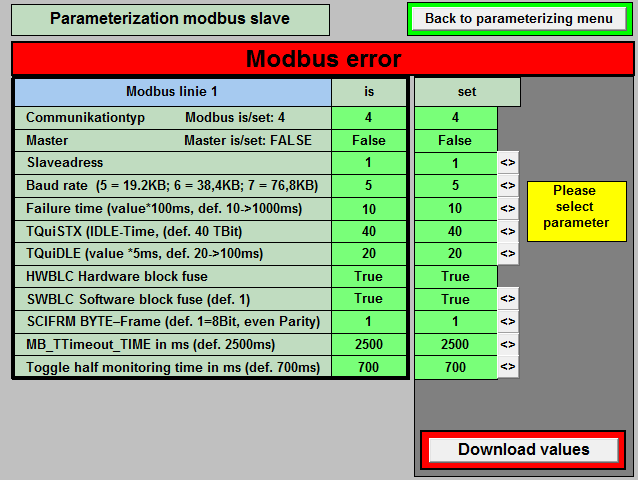 Parameterization modbus slave
Back to parameterizing menu
Modbus error
Modbus linie 1 is set
Communikationtyp Modbus is/set: 4 4 4
Master Master is/set: FALSE False False
Slaveadress 1 1 <>
Baud rate (5 = 19.2KB; 6 = 38,4KB; 7 = 76,8KB) 5 5 <>
Failure time (value*100ms, def. 10->1000ms) 10 10 <>
TQuiSTX (IDLE-Time, (def. 40 TBit) 40 40 <>
TQuiDLE (value *5ms, def. 20->100ms) 20 20 <>
HWBLC Hardware block fuse True True
SWBLC Software block fuse (def. 1) True True <>
SCIFRM BYTE–Frame (def. 1=8Bit, even Parity) 1 1 <>
MB_TTimeout_TIME in ms (def. 2500ms) 2500 2500 <>
Toggle half monitoring time in ms (def. 700ms) 700 700 <>
Please
select
parameter
Download values